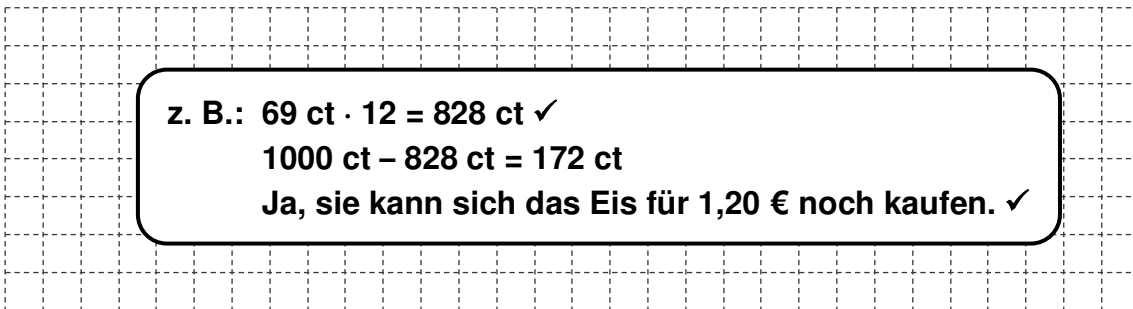 z. B.: 69 ct · 12 = 828 ct ✓
1000 ct – 828 ct = 172 ct
Ja, sie kann sich das Eis für 1,20 € noch kaufen. ✓